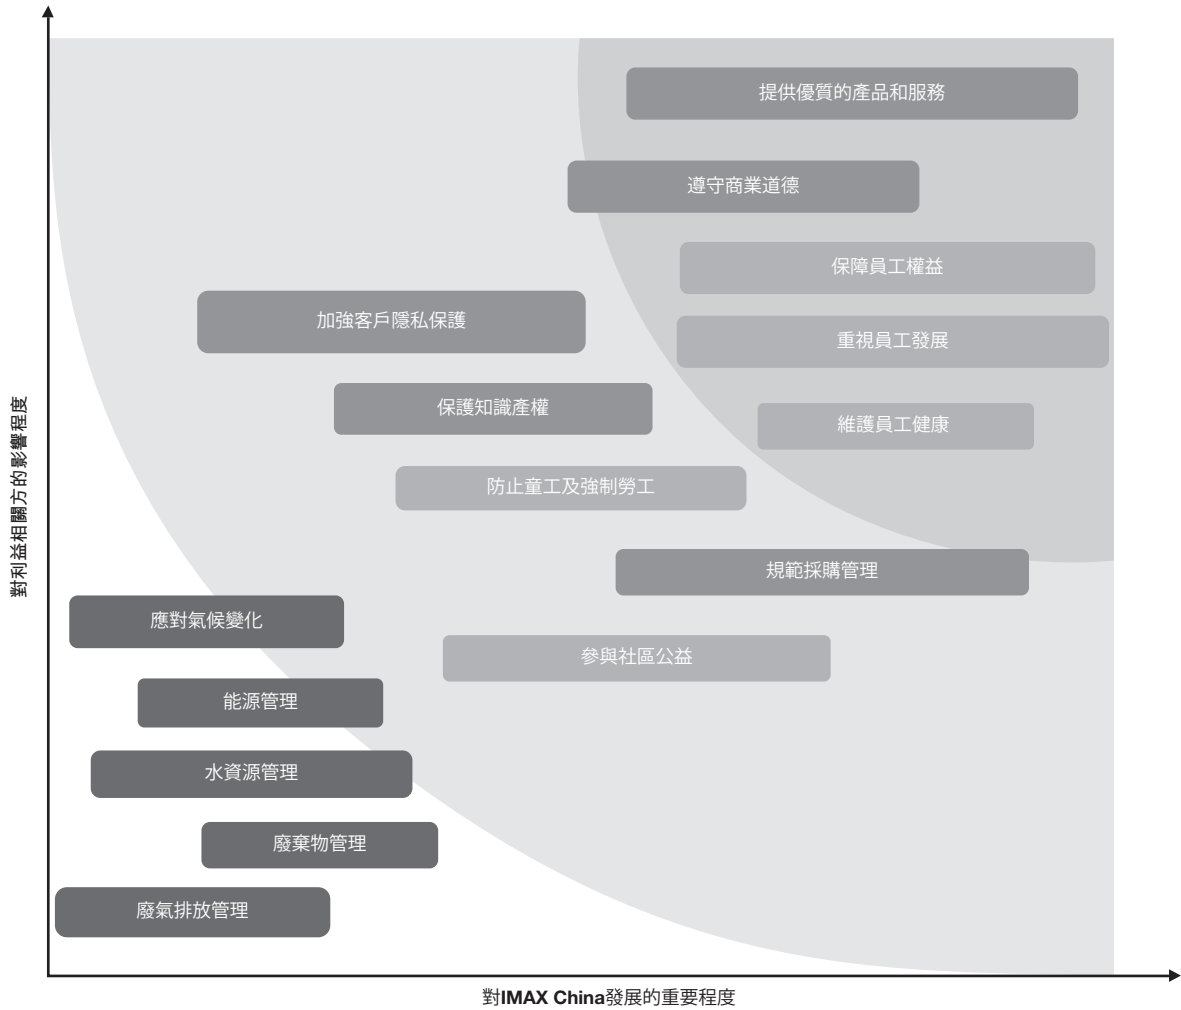 提供優質的產品和服務
遵守商業道德
保障員工權益
加強客戶隱私保護
重視員工發展
保護知識產權
維護員工健康
防止童工及強制勞工
規範採購管理
應對氣候變化
參與社區公益
能源管理
水資源管理
廢棄物管理
廢氣排放管理
對利益相關方的影響程度
對IMAX China發展的重要程度